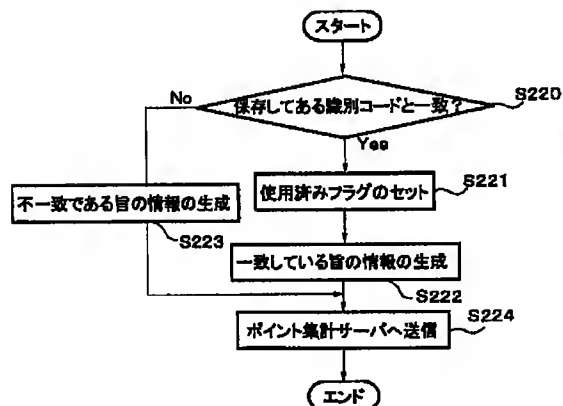 スタート
保存してある識別コードと一致?
S220
No
Yes
使用済みフラグのセット
S221
不一致である旨の情報の生成
S223
一致している旨の情報の生成
S222
ポイント集計サーバへ送信
S224
エンド